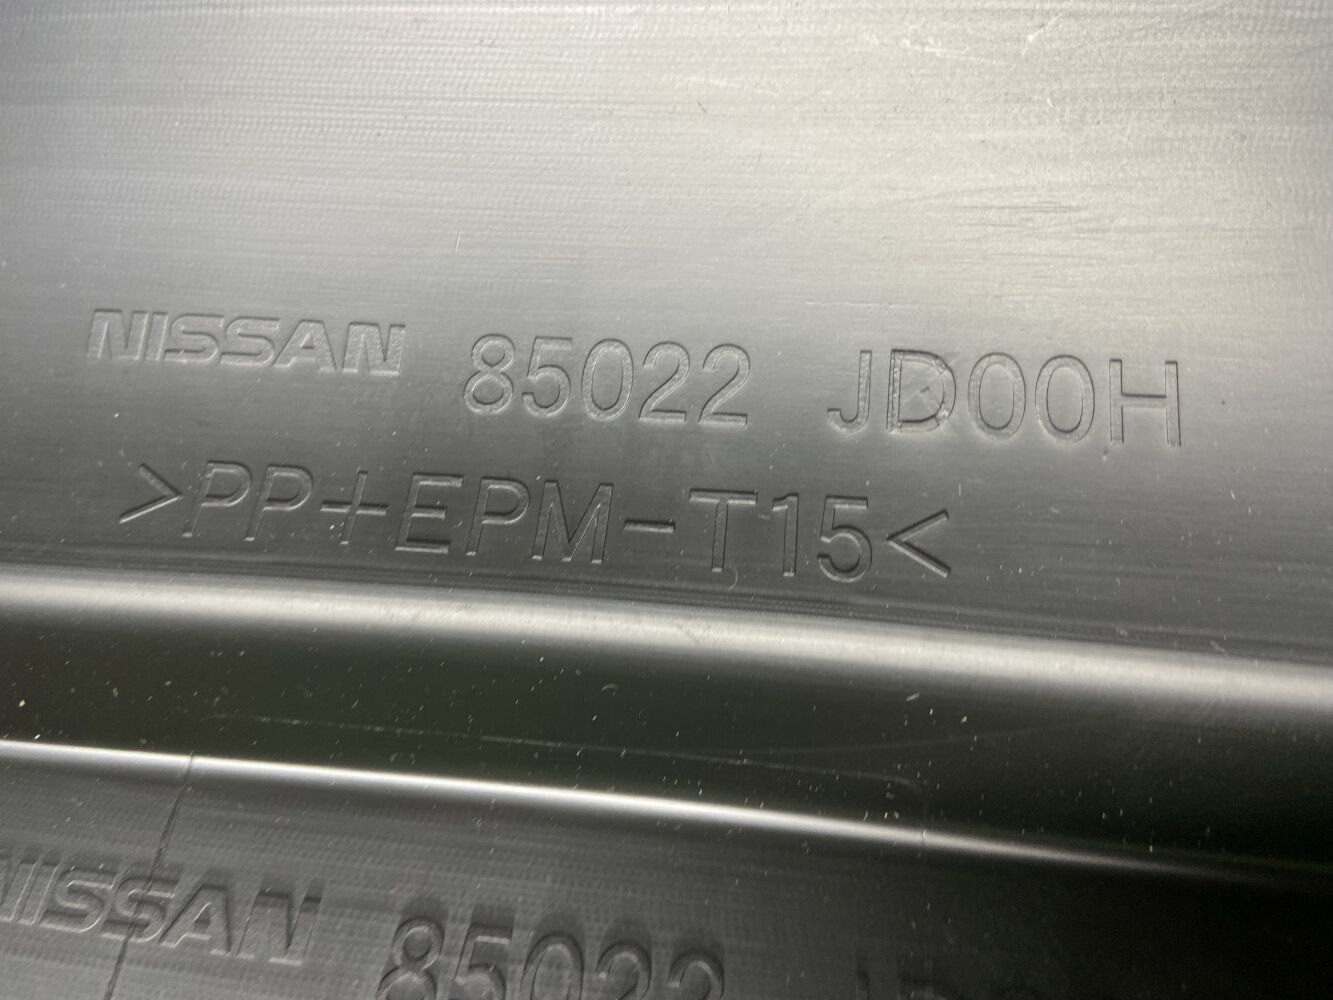 NISSAN 85022 JD00H
>PP+EPM-T15<
NISSAN 85022